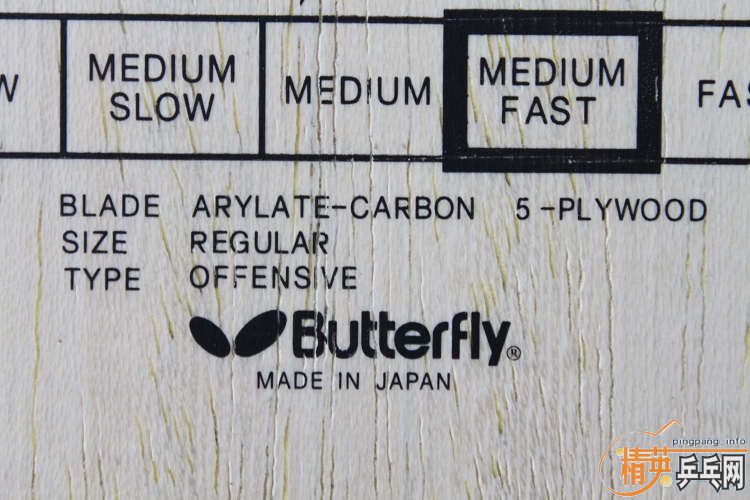 W
MEDIUM SLOW
MEDIUM
MEDIUM FAST
FAS
BLADE ARYLATE-CARBON 5-PLYWOOD
SIZE REGULAR
TYPE OFFENSIVE
Butterfly®
MADE IN JAPAN
pingpang_info
精英乒乓网